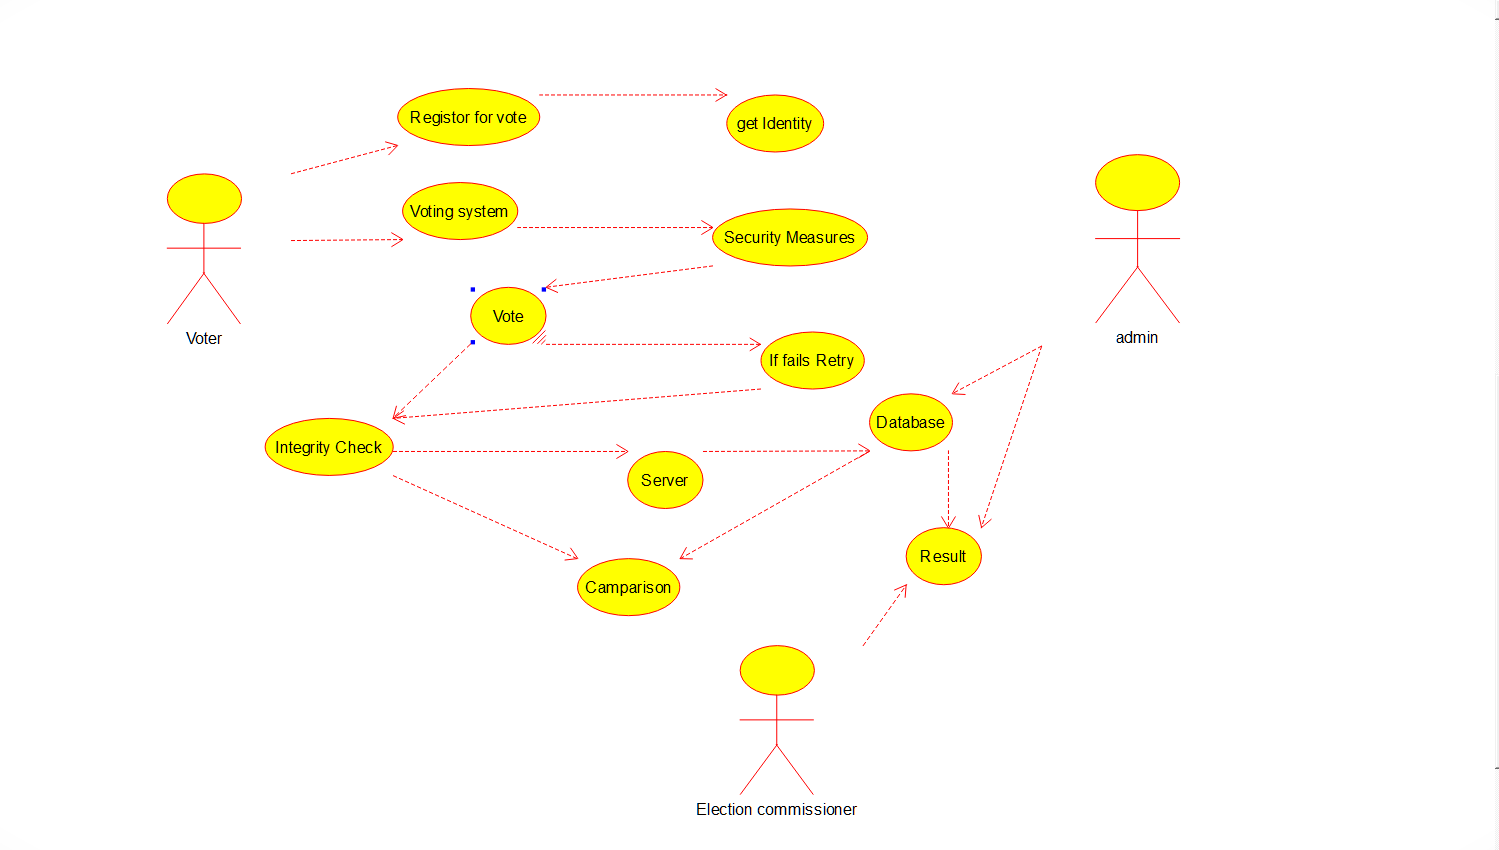 Registor for vote
get Identity
Voting system
Security Measures
Vote
Voter
admin
If fails Retry
Database
Integrity Check
Server
Result
Camparison
Election commissioner